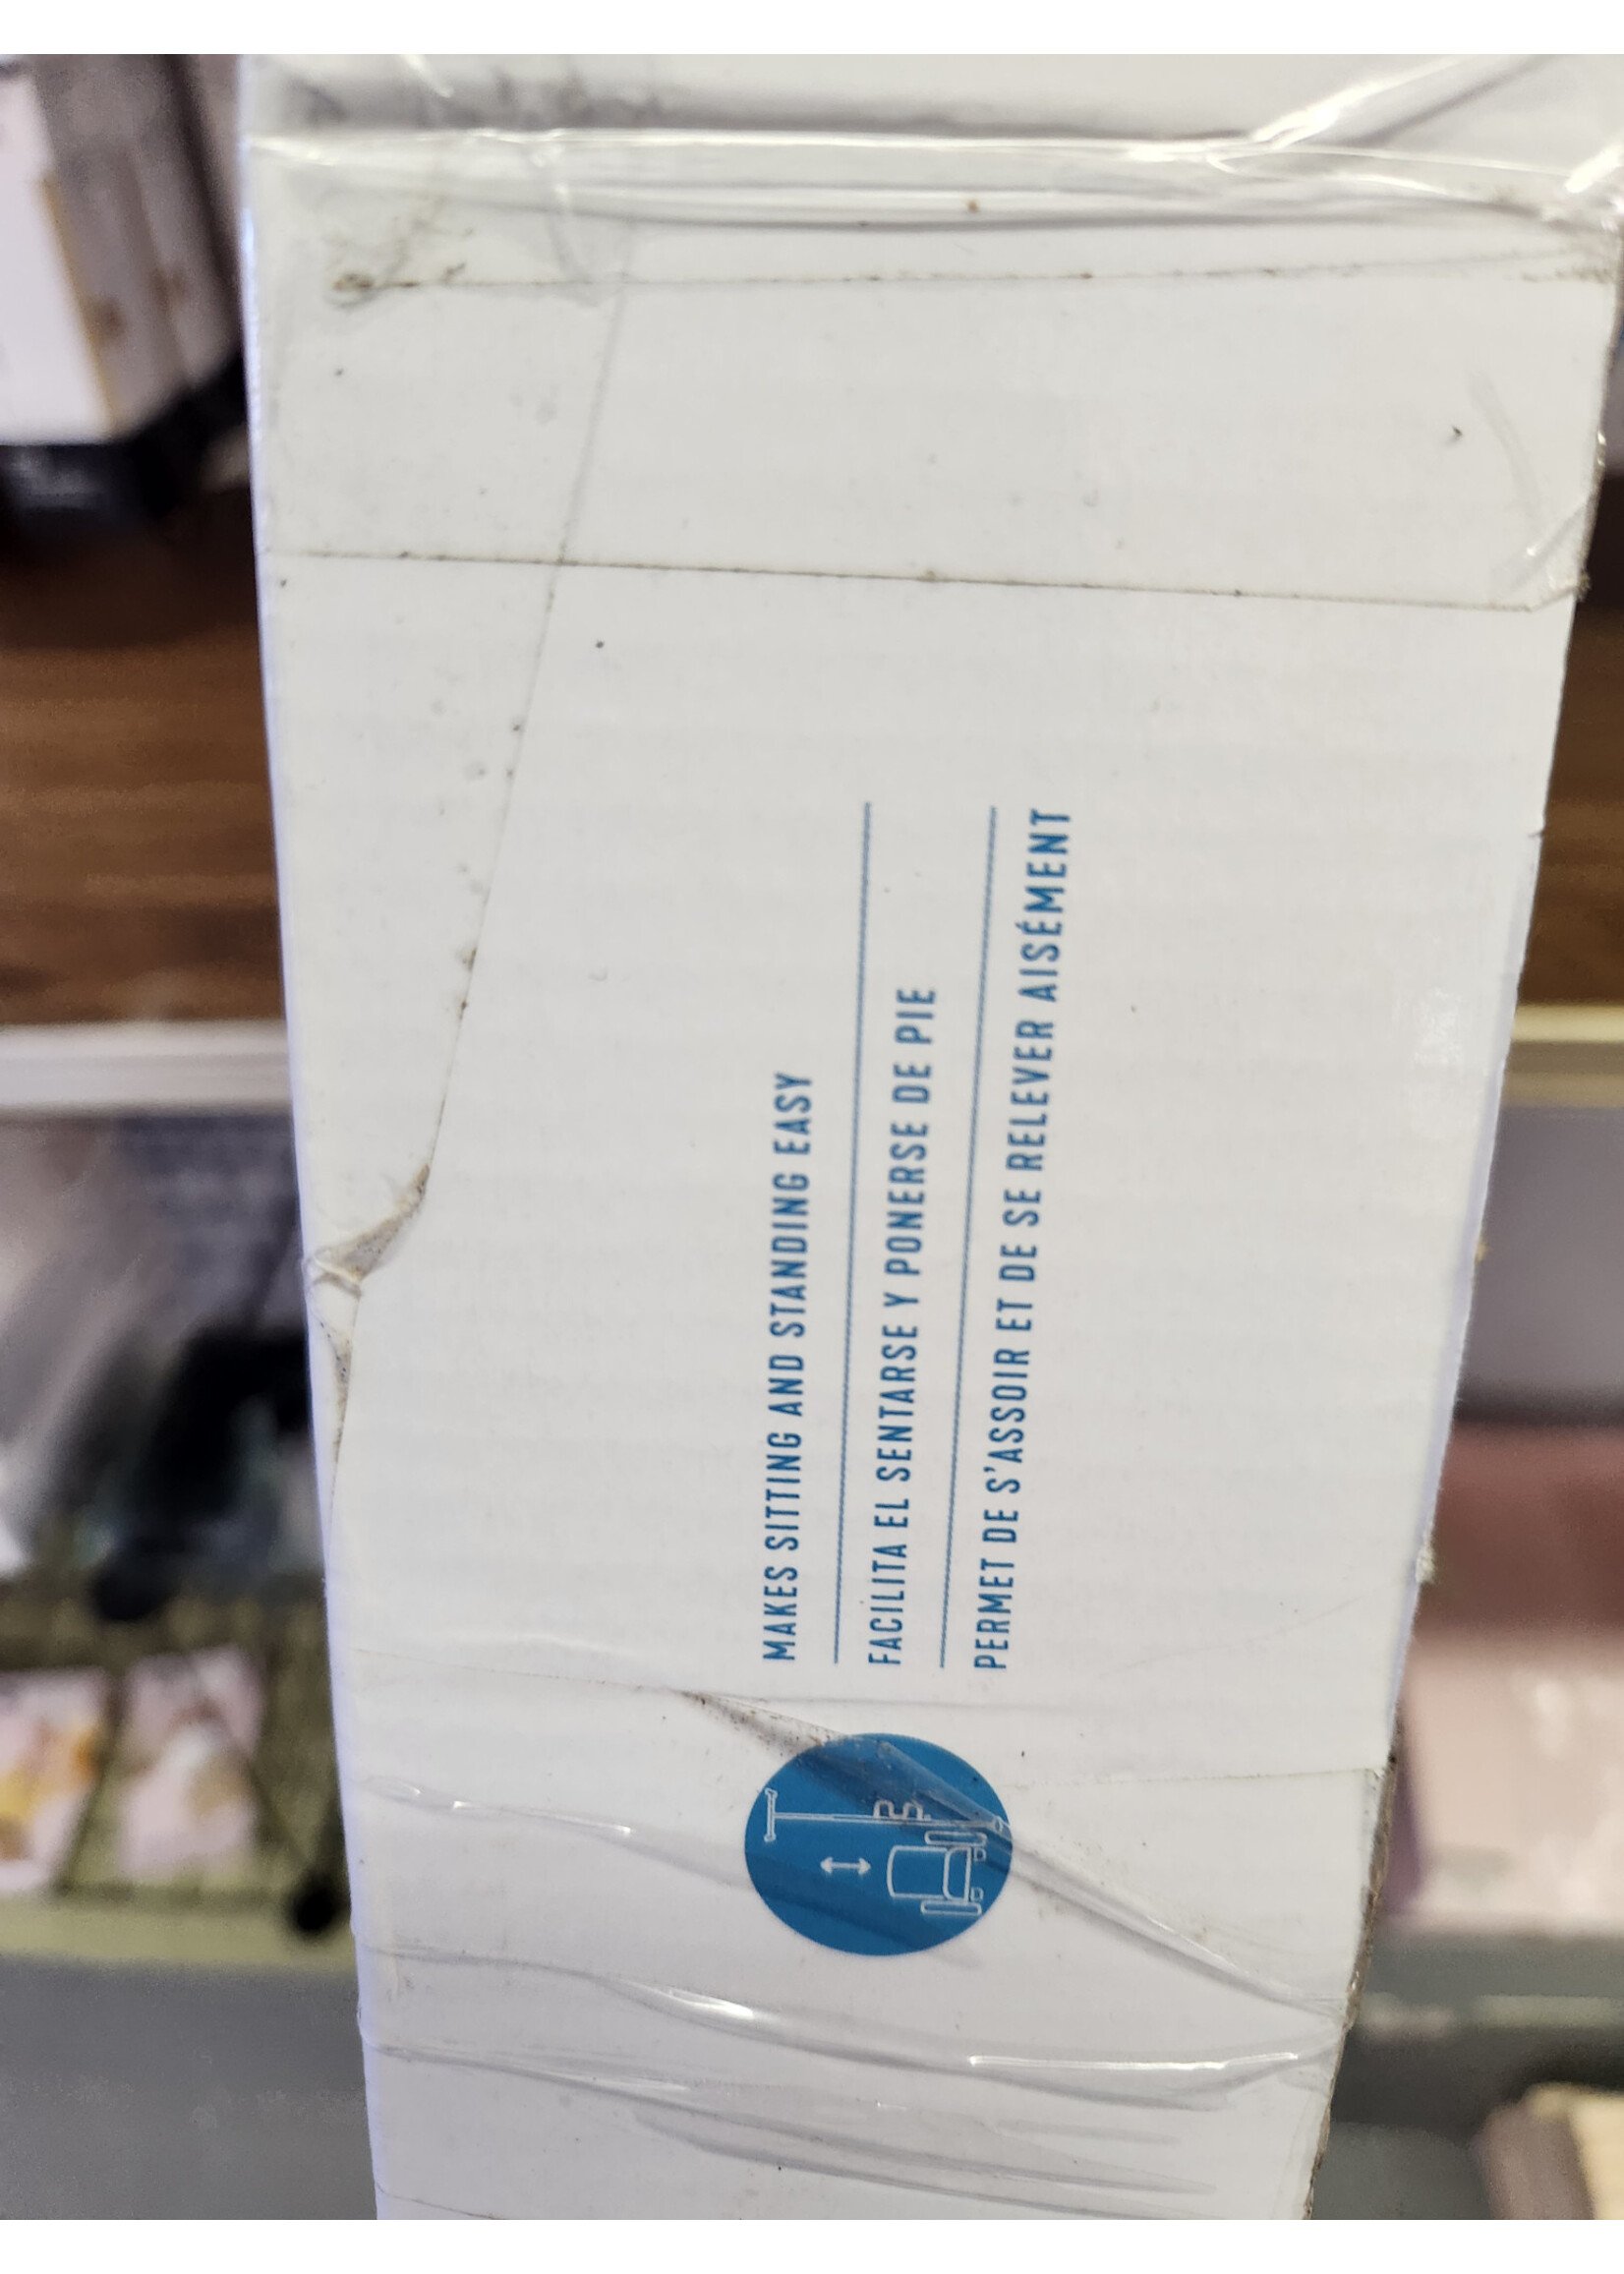 MAKES SITTING AND STANDING EASY
FACILITA EL SENTARSE Y PONERSE DE PIE
PERMET DE S'ASSOIR ET DE SE RELEVER AISÉMENT